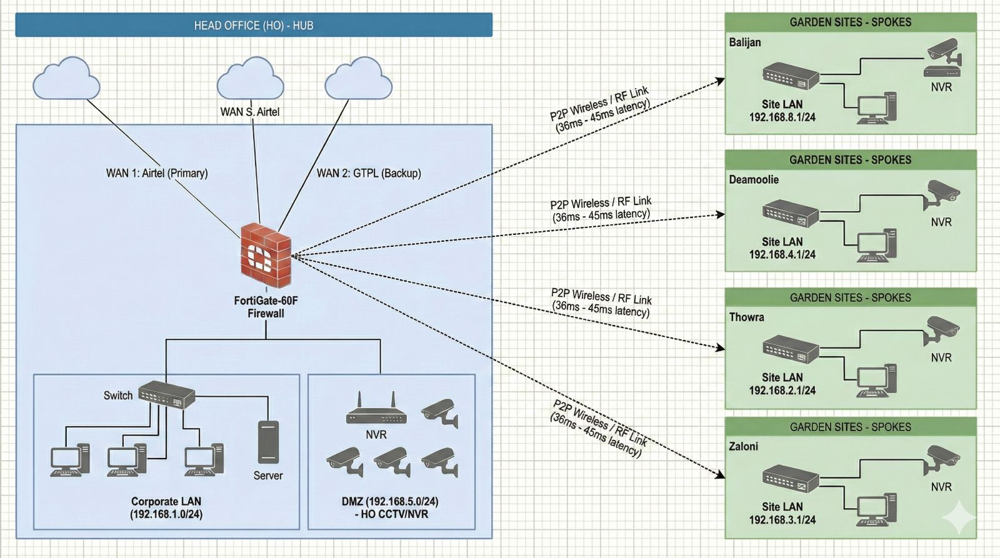 HEAD OFFICE (HO) - HUB
WAN S. Airtel
WAN 1: Airtel (Primary)
WAN 2: GTPL (Backup)
FortiGate-60F
Firewall
Switch
Server
Corporate LAN
(192.168.1.0/24)
NVR
DMZ (192.168.5.0/24)
- HO CCTV/NVR
P2P Wireless / RF Link
(36ms - 45ms latency)
P2P Wireless / RF Link
(36ms - 45ms latency)
P2P Wireless / RF Link
(36ms - 45ms latency)
P2P Wireless / RF Link
(36ms - 45ms latency)
GARDEN SITES - SPOKES
Balijan
NVR
Site LAN
192.168.8.1/24
GARDEN SITES - SPOKES
Deamoolie
NVR
Site LAN
192.168.4.1/24
GARDEN SITES - SPOKES
Thowra
NVR
Site LAN
192.168.2.1/24
GARDEN SITES - SPOKES
Zaloni
NVR
Site LAN
192.168.3.1/24